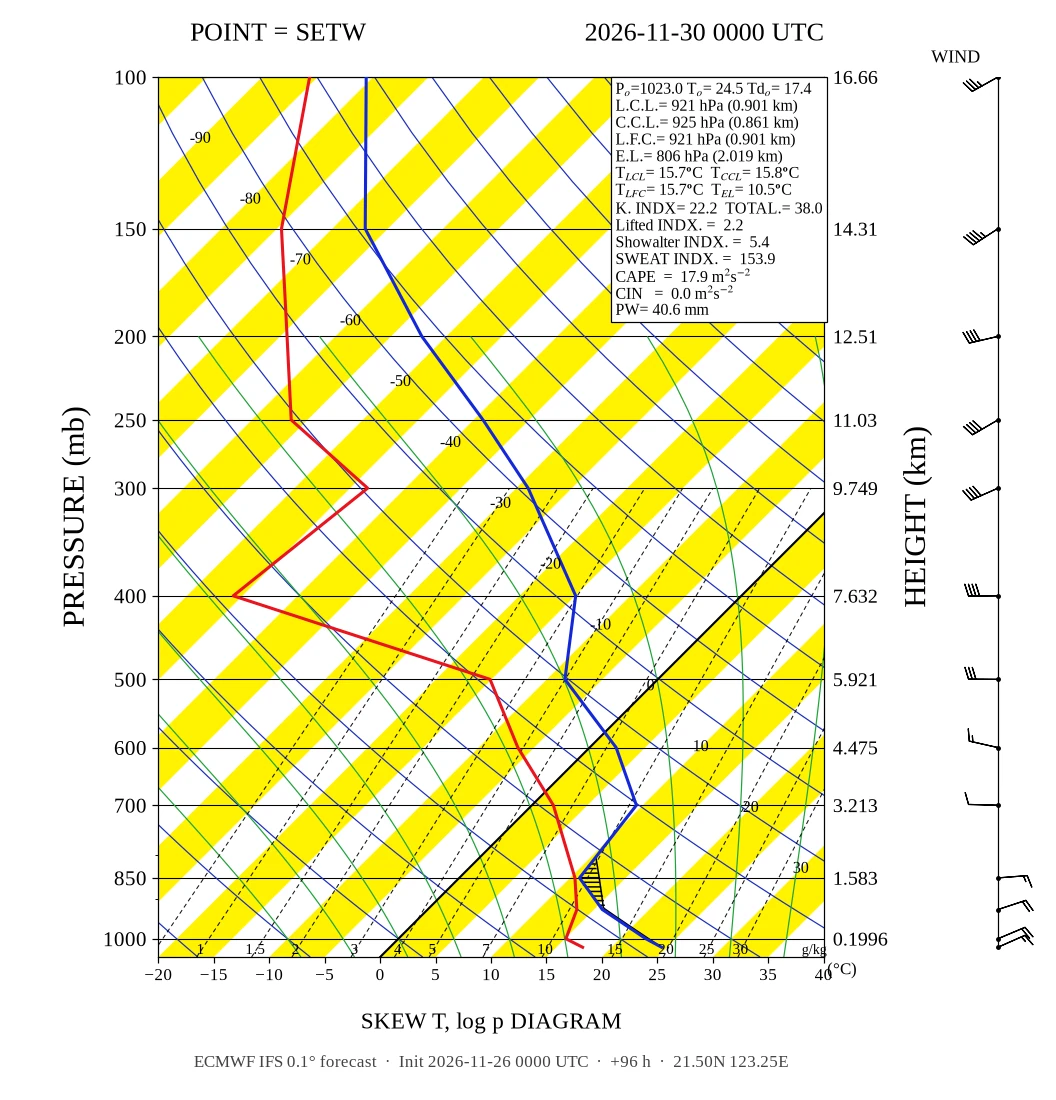 POINT = SETW 2026-11-30 0000 UTC
WIND
Pₒ=1023.0 Tₒ= 24.5 Tdₒ= 17.4
L.C.L.= 921 hPa (0.901 km)
C.C.L.= 925 hPa (0.861 km)
L.F.C.= 921 hPa (0.901 km)
E.L.= 806 hPa (2.019 km)
T_LCL= 15.7°C T_CCL= 15.8°C
T_LFC= 15.7°C T_EL= 10.5°C
K. INDX= 22.2 TOTAL.= 38.0
Lifted INDX. = 2.2
Showalter INDX. = 5.4
SWEAT INDX. = 153.9
CAPE = 17.9 m²s⁻²
CIN = 0.0 m²s⁻²
PW= 40.6 mm
PRESSURE (mb)
100
150
200
250
300
400
500
600
700
850
1000
-90
-80
-70
-60
-50
-40
-30
-20
-10
0
10
20
30
16.66
14.31
12.51
11.03
9.749
7.632
5.921
4.475
3.213
1.583
0.1996
HEIGHT (km)
1 1.5 2 3 4 5 7 10 15 20 25 30 g/kg
−20 −15 −10 −5 0 5 10 15 20 25 30 35 40 (°C)
SKEW T, log p DIAGRAM
ECMWF IFS 0.1° forecast · Init 2026-11-26 0000 UTC · +96 h · 21.50N 123.25E